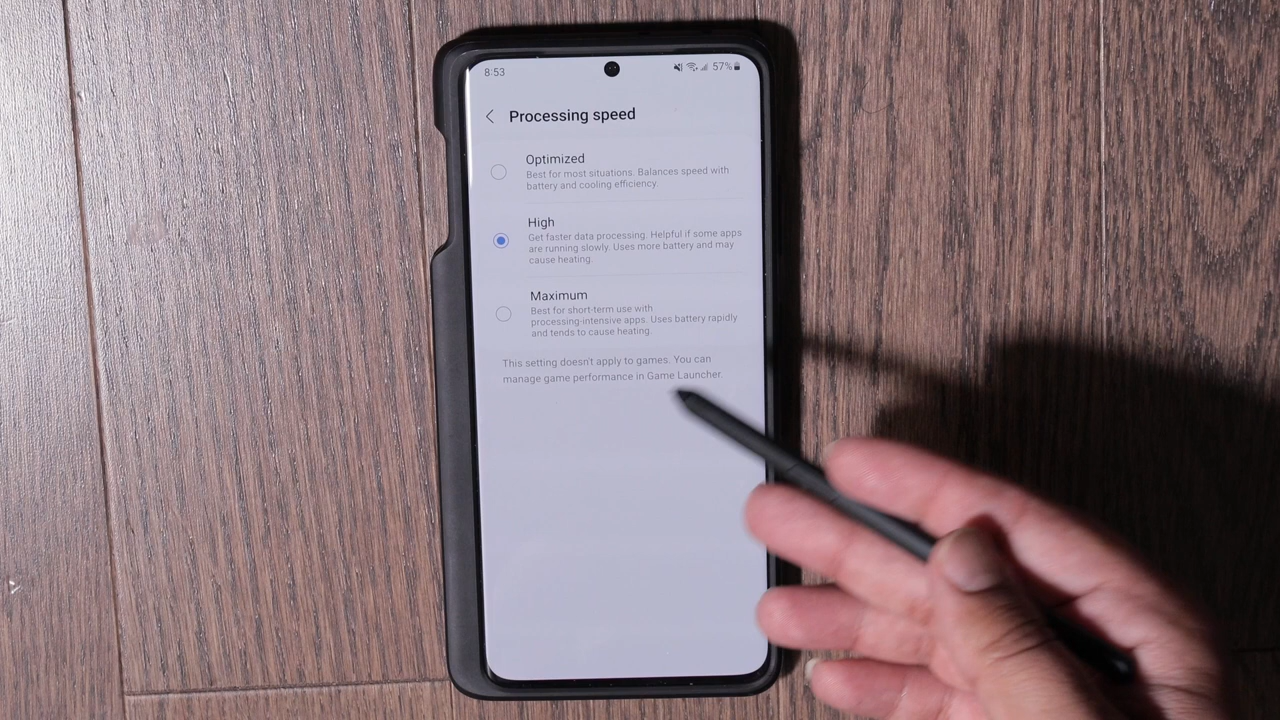 8:53 57%
Processing speed
Optimized
Best for most situations. Balances speed with
battery and cooling efficiency.
High
Get faster data processing. Helpful if some apps
are running slowly. Uses more battery and may
cause heating.
Maximum
Best for short-term use with
processing-intensive apps. Uses battery rapidly
and tends to cause heating.
This setting doesn't apply to games. You can
manage game performance in Game Launcher.